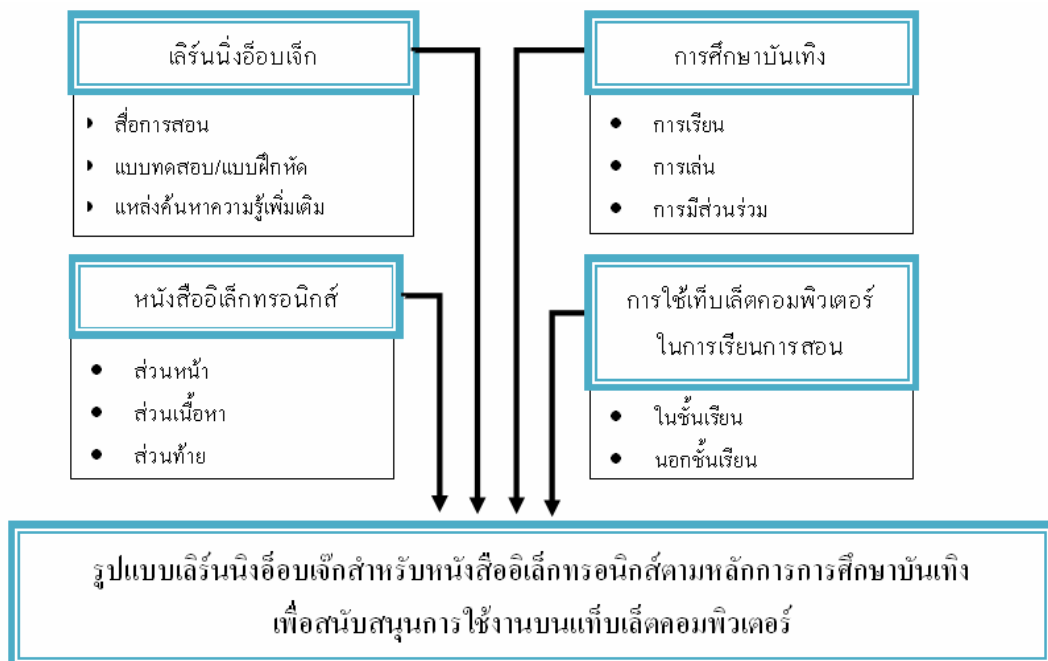 เลิร์นนิ่งอ็อบเจ็ก
สื่อการสอน
แบบทดสอบ/แบบฝึกหัด
แหล่งค้นหาความรู้เพิ่มเติม
การศึกษาบันเทิง
การเรียน
การเล่น
การมีส่วนร่วม
หนังสืออิเล็กทรอนิกส์
ส่วนหน้า
ส่วนเนื้อหา
ส่วนท้าย
การใช้เท็บเล็ตคอมพิวเตอร์
ในการเรียนการสอน
ในชั้นเรียน
นอกชั้นเรียน
รูปแบบเลิร์นนิงอ็อบเจ๊กสำหรับหนังสืออิเล็กทรอนิกส์ตามหลักการการศึกษาบันเทิง
เพื่อสนับสนุนการใช้งานบนแท็บเล็ตคอมพิวเตอร์